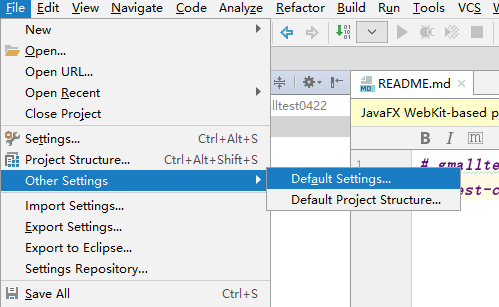 File Edit View Navigate Code Analyze Refactor Build Run Tools VCS
New
Open...
Open URL...
Open Recent
Close Project
Settings... Ctrl+Alt+S
Project Structure... Ctrl+Alt+Shift+S
Other Settings
Import Settings...
Export Settings...
Export to Eclipse...
Settings Repository...
Save All Ctrl+S
Default Settings...
Default Project Structure...
lltest0422
MD README.md
JavaFX WebKit-based p
B I m
1 # gmallte
est-c